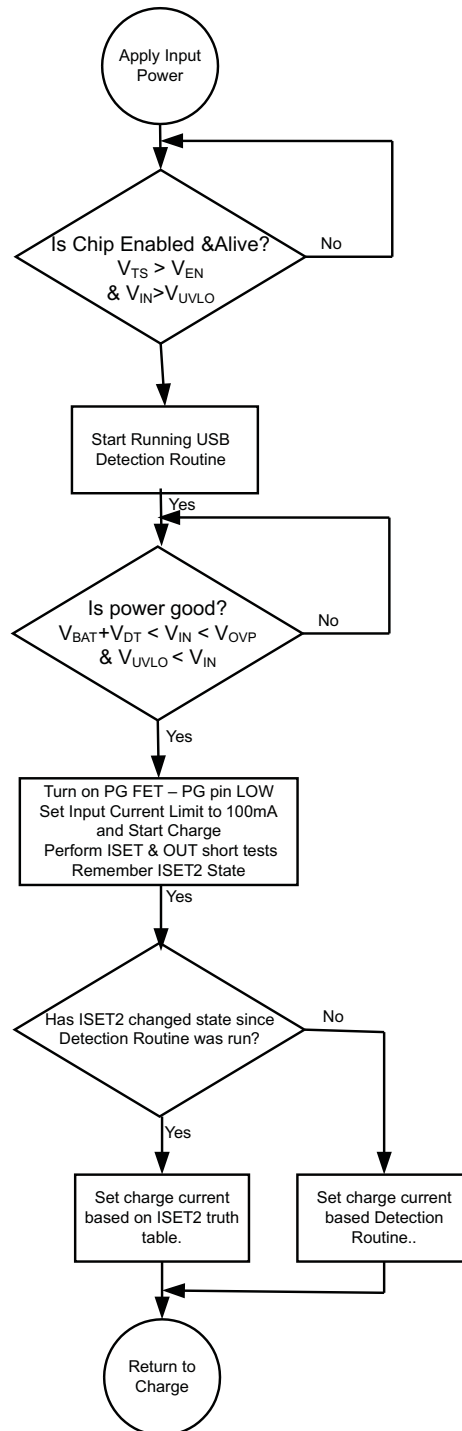 Apply Input
Power
Is Chip Enabled &Alive?
V_TS > V_EN
& V_IN>V_UVLO
No
Start Running USB
Detection Routine
Yes
Is power good?
V_BAT+V_DT < V_IN < V_OVP
& V_UVLO < V_IN
No
Yes
Turn on PG FET – PG pin LOW
Set Input Current Limit to 100mA
and Start Charge
Perform ISET & OUT short tests
Remember ISET2 State
Yes
Has ISET2 changed state since
Detection Routine was run?
No
Yes
Set charge current
based on ISET2 truth
table.
Set charge current
based Detection
Routine..
Return to
Charge